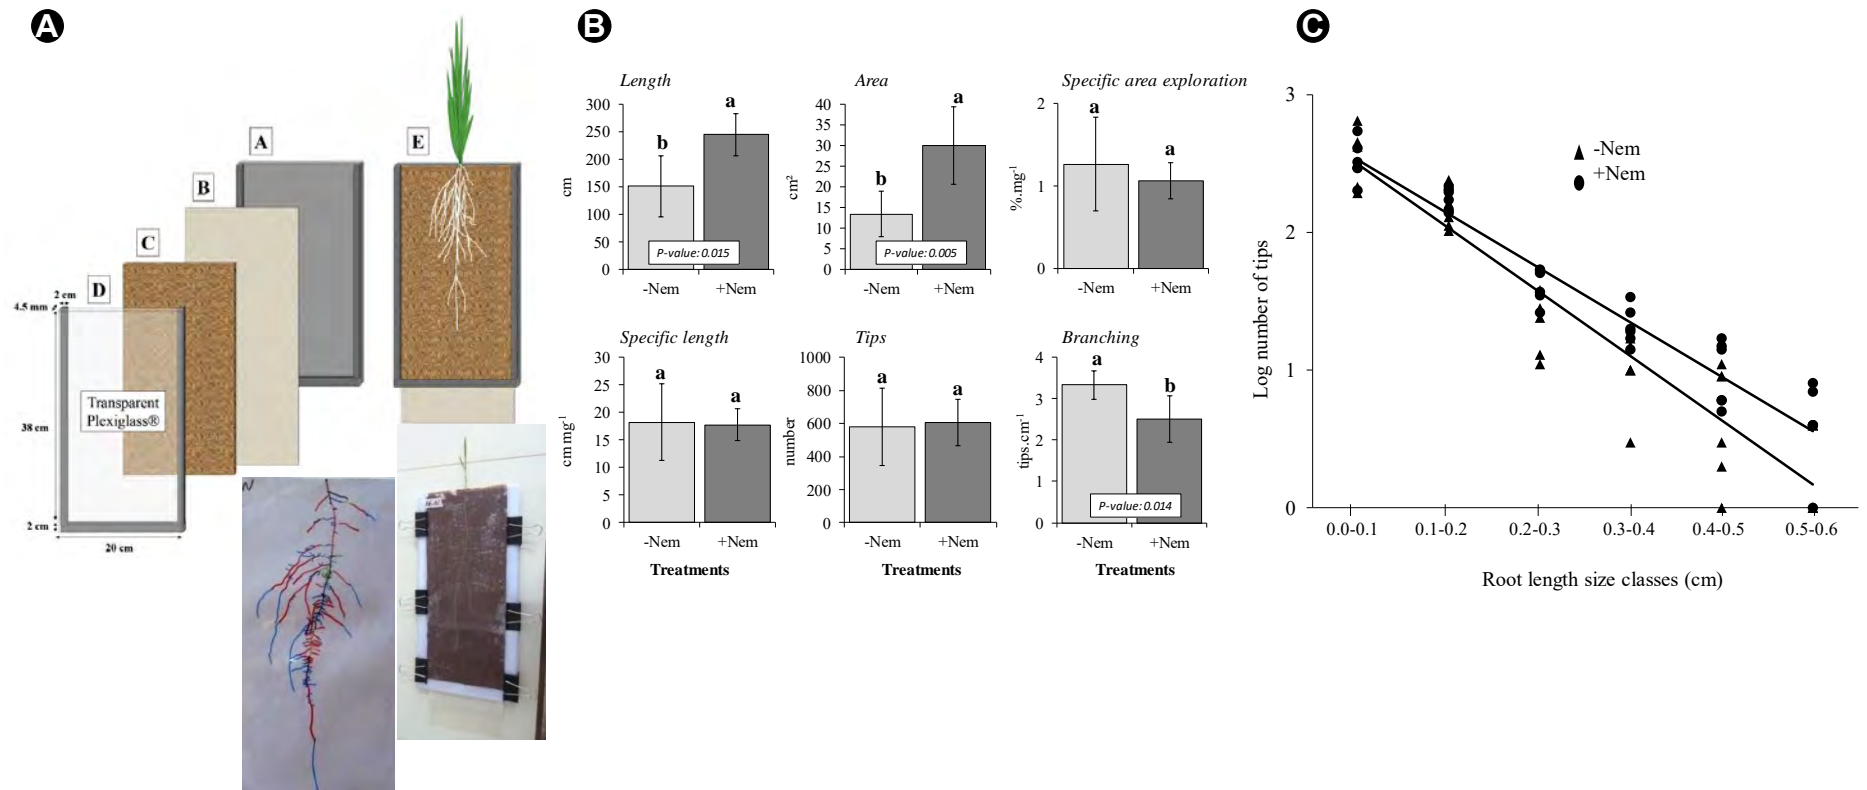 A
A
B
C
D
E
2 cm
4.5 mm
38 cm
2 cm
20 cm
Transparent
Plexiglass®
B
Length
300
250
200
150
100
50
0
cm
b
a
P-value: 0.015
-Nem
+Nem
Area
40
35
30
25
20
15
10
5
0
cm²
b
a
P-value: 0.005
-Nem
+Nem
Specific area exploration
2
1
0
%.mg-1
a
a
-Nem
+Nem
Specific length
30
25
20
15
10
5
0
cm mg-1
a
a
-Nem
+Nem
Treatments
Tips
1000
800
600
400
200
0
number
a
a
-Nem
+Nem
Treatments
Branching
4
3
2
1
0
tips.cm-1
a
b
P-value: 0.014
-Nem
+Nem
Treatments
C
3
2
1
0
Log number of tips
-Nem
+Nem
0.0-0.1
0.1-0.2
0.2-0.3
0.3-0.4
0.4-0.5
0.5-0.6
Root length size classes (cm)